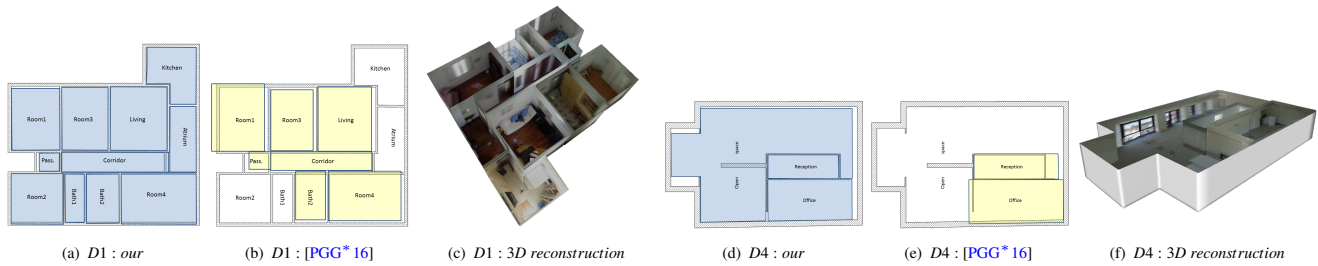 Kitchen
Room1
Room3
Living
Atrium
Pass.
Corridor
Room2
Bath1
Bath2
Room4
Kitchen
Room1
Room3
Living
Atrium
Pass.
Corridor
Room2
Bath1
Bath2
Room4
space
Open
Reception
Office
space
Open
Reception
Office
(a) D1 : our
(b) D1 : [PGG*16]
(c) D1 : 3D reconstruction
(d) D4 : our
(e) D4 : [PGG*16]
(f) D4 : 3D reconstruction